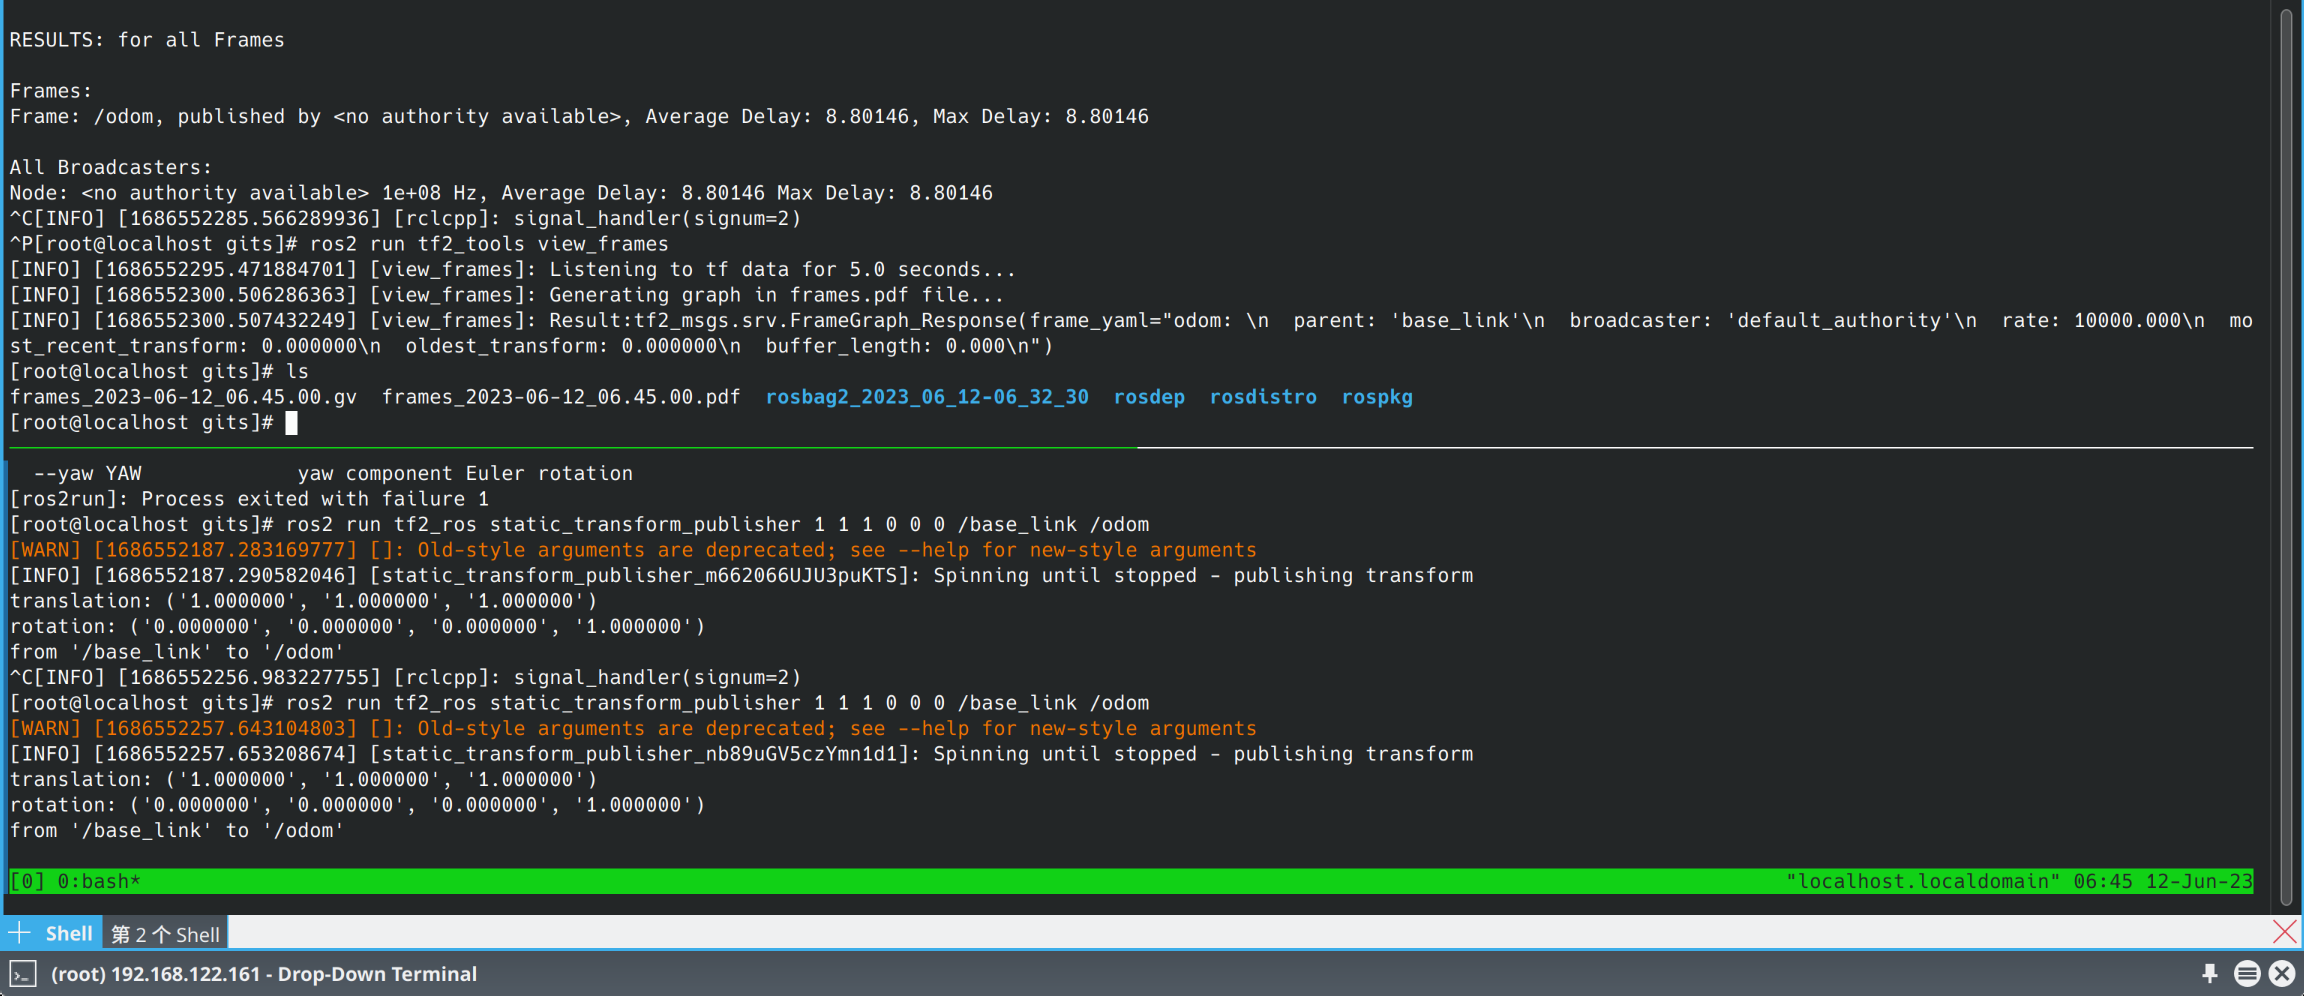 RESULTS: for all Frames
Frames:
Frame: /odom, published by <no authority available>, Average Delay: 8.80146, Max Delay: 8.80146
All Broadcasters:
Node: <no authority available> 1e+08 Hz, Average Delay: 8.80146 Max Delay: 8.80146
^C[INFO] [1686552285.566289936] [rclcpp]: signal_handler(signum=2)
^P[root@localhost gits]# ros2 run tf2_tools view_frames
[INFO] [1686552295.471884701] [view_frames]: Listening to tf data for 5.0 seconds...
[INFO] [1686552300.506286363] [view_frames]: Generating graph in frames.pdf file...
[INFO] [1686552300.507432249] [view_frames]: Result:tf2_msgs.srv.FrameGraph_Response(frame_yaml="odom: \n  parent: 'base_link'\n  broadcaster: 'default_authority'\n  rate: 10000.000\n  mo
st_recent_transform: 0.000000\n  oldest_transform: 0.000000\n  buffer_length: 0.000\n")
[root@localhost gits]# ls
frames_2023-06-12_06.45.00.gv  frames_2023-06-12_06.45.00.pdf  rosbag2_2023_06_12-06_32_30  rosdep  rosdistro  rospkg
[root@localhost gits]#
--yaw YAW             yaw component Euler rotation
[ros2run]: Process exited with failure 1
[root@localhost gits]# ros2 run tf2_ros static_transform_publisher 1 1 1 0 0 0 /base_link /odom
[WARN] [1686552187.283169777] []: Old-style arguments are deprecated; see --help for new-style arguments
[INFO] [1686552187.290582046] [static_transform_publisher_m662066UJU3puKTS]: Spinning until stopped - publishing transform
translation: ('1.000000', '1.000000', '1.000000')
rotation: ('0.000000', '0.000000', '0.000000', '1.000000')
from '/base_link' to '/odom'
^C[INFO] [1686552256.983227755] [rclcpp]: signal_handler(signum=2)
[root@localhost gits]# ros2 run tf2_ros static_transform_publisher 1 1 1 0 0 0 /base_link /odom
[WARN] [1686552257.643104803] []: Old-style arguments are deprecated; see --help for new-style arguments
[INFO] [1686552257.653208674] [static_transform_publisher_nb89uGV5czYmn1d1]: Spinning until stopped - publishing transform
translation: ('1.000000', '1.000000', '1.000000')
rotation: ('0.000000', '0.000000', '0.000000', '1.000000')
from '/base_link' to '/odom'
[0] 0:bash* "localhost.localdomain" 06:45 12-Jun-23
Shell 第 2 个 Shell
(root) 192.168.122.161 - Drop-Down Terminal